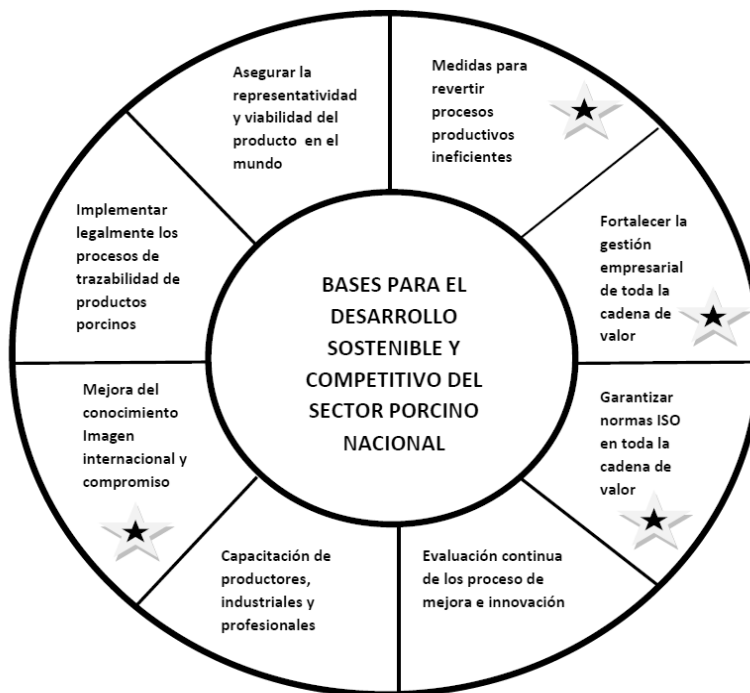 Asegurar la
representatividad
y viabilidad del
producto en el
mundo
Medidas para
revertir
procesos
productivos
ineficientes
Implementar
legalmente los
procesos de
trazabilidad de
productos
porcinos
Fortalecer la
gestión
empresarial
de toda la
cadena de
valor
BASES PARA EL
DESARROLLO
SOSTENIBLE Y
COMPETITIVO DEL
SECTOR PORCINO
NACIONAL
Mejora del
conocimiento
Imagen
internacional y
compromiso
Garantizar
normas ISO
en toda la
cadena de
valor
Capacitación de
productores,
industriales y
profesionales
Evaluación continua
de los proceso de
mejora e innovación